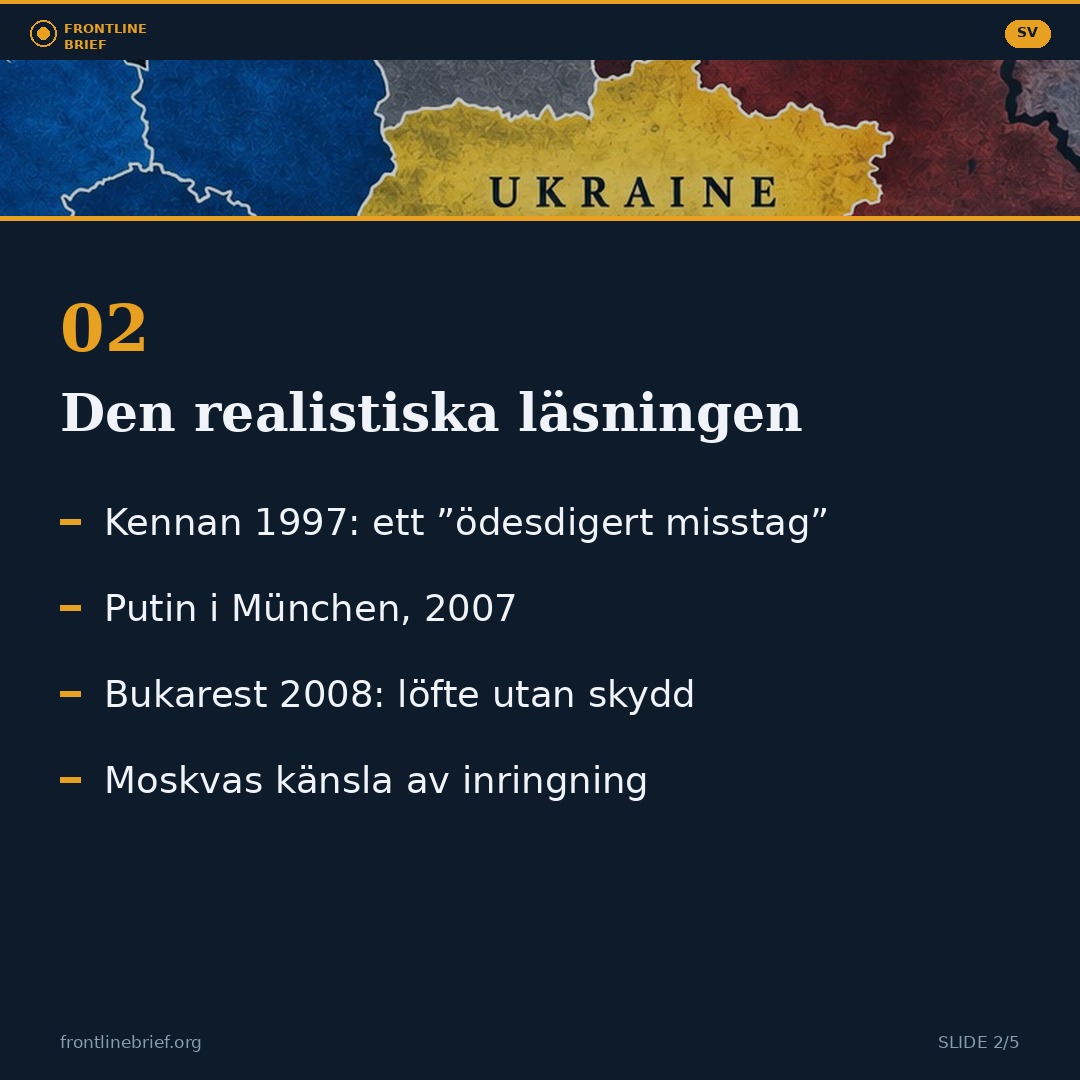 FRONTLINE
BRIEF
SV
UKRAINE
02
Den realistiska läsningen
Kennan 1997: ett ”ödesdigert misstag”
Putin i München, 2007
Bukarest 2008: löfte utan skydd
Moskvas känsla av inringning
frontlinebrief.org
SLIDE 2/5